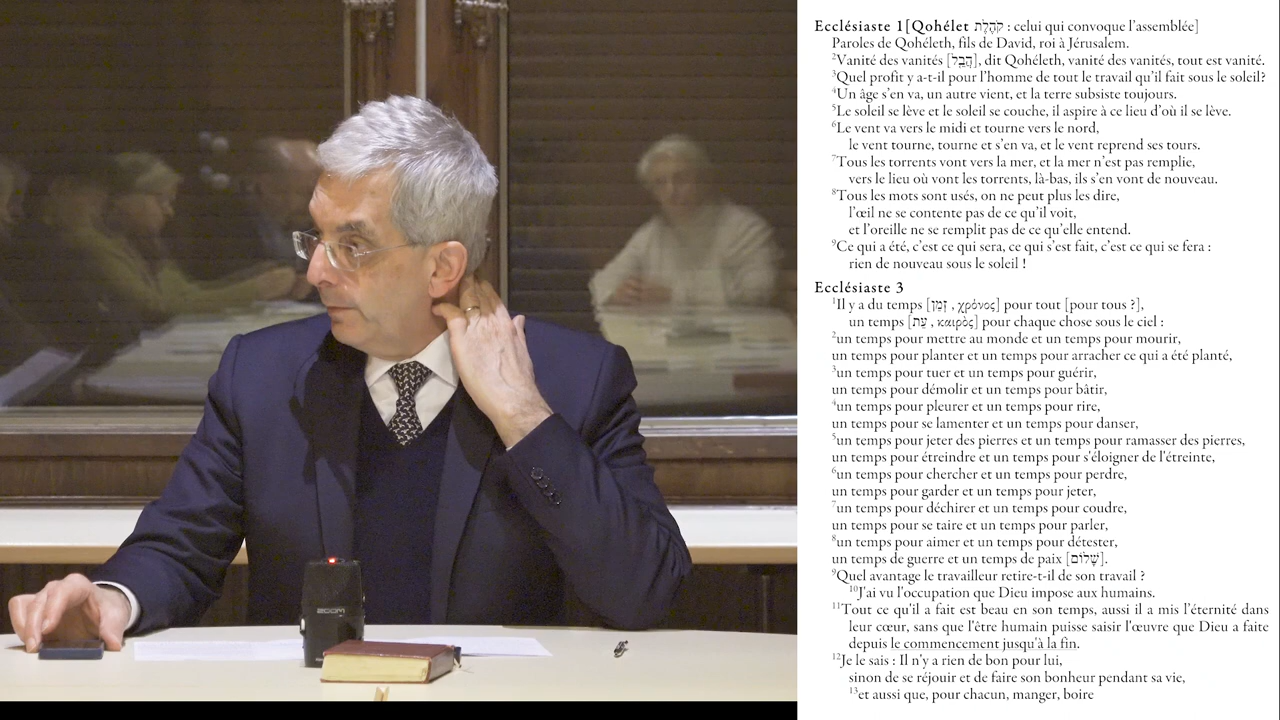 Ecclésiaste 1[Qohélet קֹהֶלֶת : celui qui convoque l'assemblée]
Paroles de Qohéleth, fils de David, roi à Jérusalem.
²Vanité des vanités [הֲבֵל], dit Qohéleth, vanité des vanités, tout est vanité.
³Quel profit y a-t-il pour l'homme de tout le travail qu'il fait sous le soleil?
⁴Un âge s'en va, un autre vient, et la terre subsiste toujours.
⁵Le soleil se lève et le soleil se couche, il aspire à ce lieu d'où il se lève.
⁶Le vent va vers le midi et tourne vers le nord,
le vent tourne, tourne et s'en va, et le vent reprend ses tours.
⁷Tous les torrents vont vers la mer, et la mer n'est pas remplie,
vers le lieu où vont les torrents, là-bas, ils s'en vont de nouveau.
⁸Tous les mots sont usés, on ne peut plus les dire,
l'œil ne se contente pas de ce qu'il voit,
et l'oreille ne se remplit pas de ce qu'elle entend.
⁹Ce qui a été, c'est ce qui sera, ce qui s'est fait, c'est ce qui se fera :
rien de nouveau sous le soleil !
Ecclésiaste 3
¹Il y a du temps [זְמָן , χρόνος] pour tout [pour tous ?],
un temps [עֵת , καιρὸς] pour chaque chose sous le ciel :
²un temps pour mettre au monde et un temps pour mourir,
un temps pour planter et un temps pour arracher ce qui a été planté,
³un temps pour tuer et un temps pour guérir,
un temps pour démolir et un temps pour bâtir,
⁴un temps pour pleurer et un temps pour rire,
un temps pour se lamenter et un temps pour danser,
⁵un temps pour jeter des pierres et un temps pour ramasser des pierres,
un temps pour étreindre et un temps pour s'éloigner de l'étreinte,
⁶un temps pour chercher et un temps pour perdre,
un temps pour garder et un temps pour jeter,
⁷un temps pour déchirer et un temps pour coudre,
un temps pour se taire et un temps pour parler,
⁸un temps pour aimer et un temps pour détester,
un temps de guerre et un temps de paix [שָׁלוֹם].
⁹Quel avantage le travailleur retire-t-il de son travail ?
¹⁰J'ai vu l'occupation que Dieu impose aux humains.
¹¹Tout ce qu'il a fait est beau en son temps, aussi il a mis l'éternité dans
leur cœur, sans que l'être humain puisse saisir l'œuvre que Dieu a faite
depuis le commencement jusqu'à la fin.
¹²Je le sais : Il n'y a rien de bon pour lui,
sinon de se réjouir et de faire son bonheur pendant sa vie,
¹³et aussi que, pour chacun, manger, boire
zoom